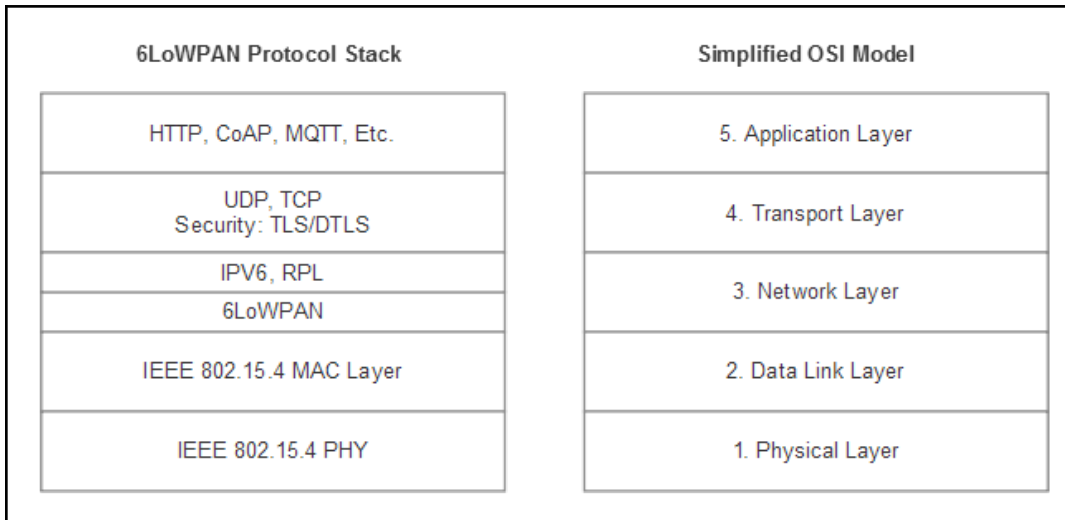 6LoWPAN Protocol Stack
HTTP, CoAP, MQTT, Etc.
UDP, TCP
Security: TLS/DTLS
IPV6, RPL
6LoWPAN
IEEE 802.15.4 MAC Layer
IEEE 802.15.4 PHY
Simplified OSI Model
5. Application Layer
4. Transport Layer
3. Network Layer
2. Data Link Layer
1. Physical Layer